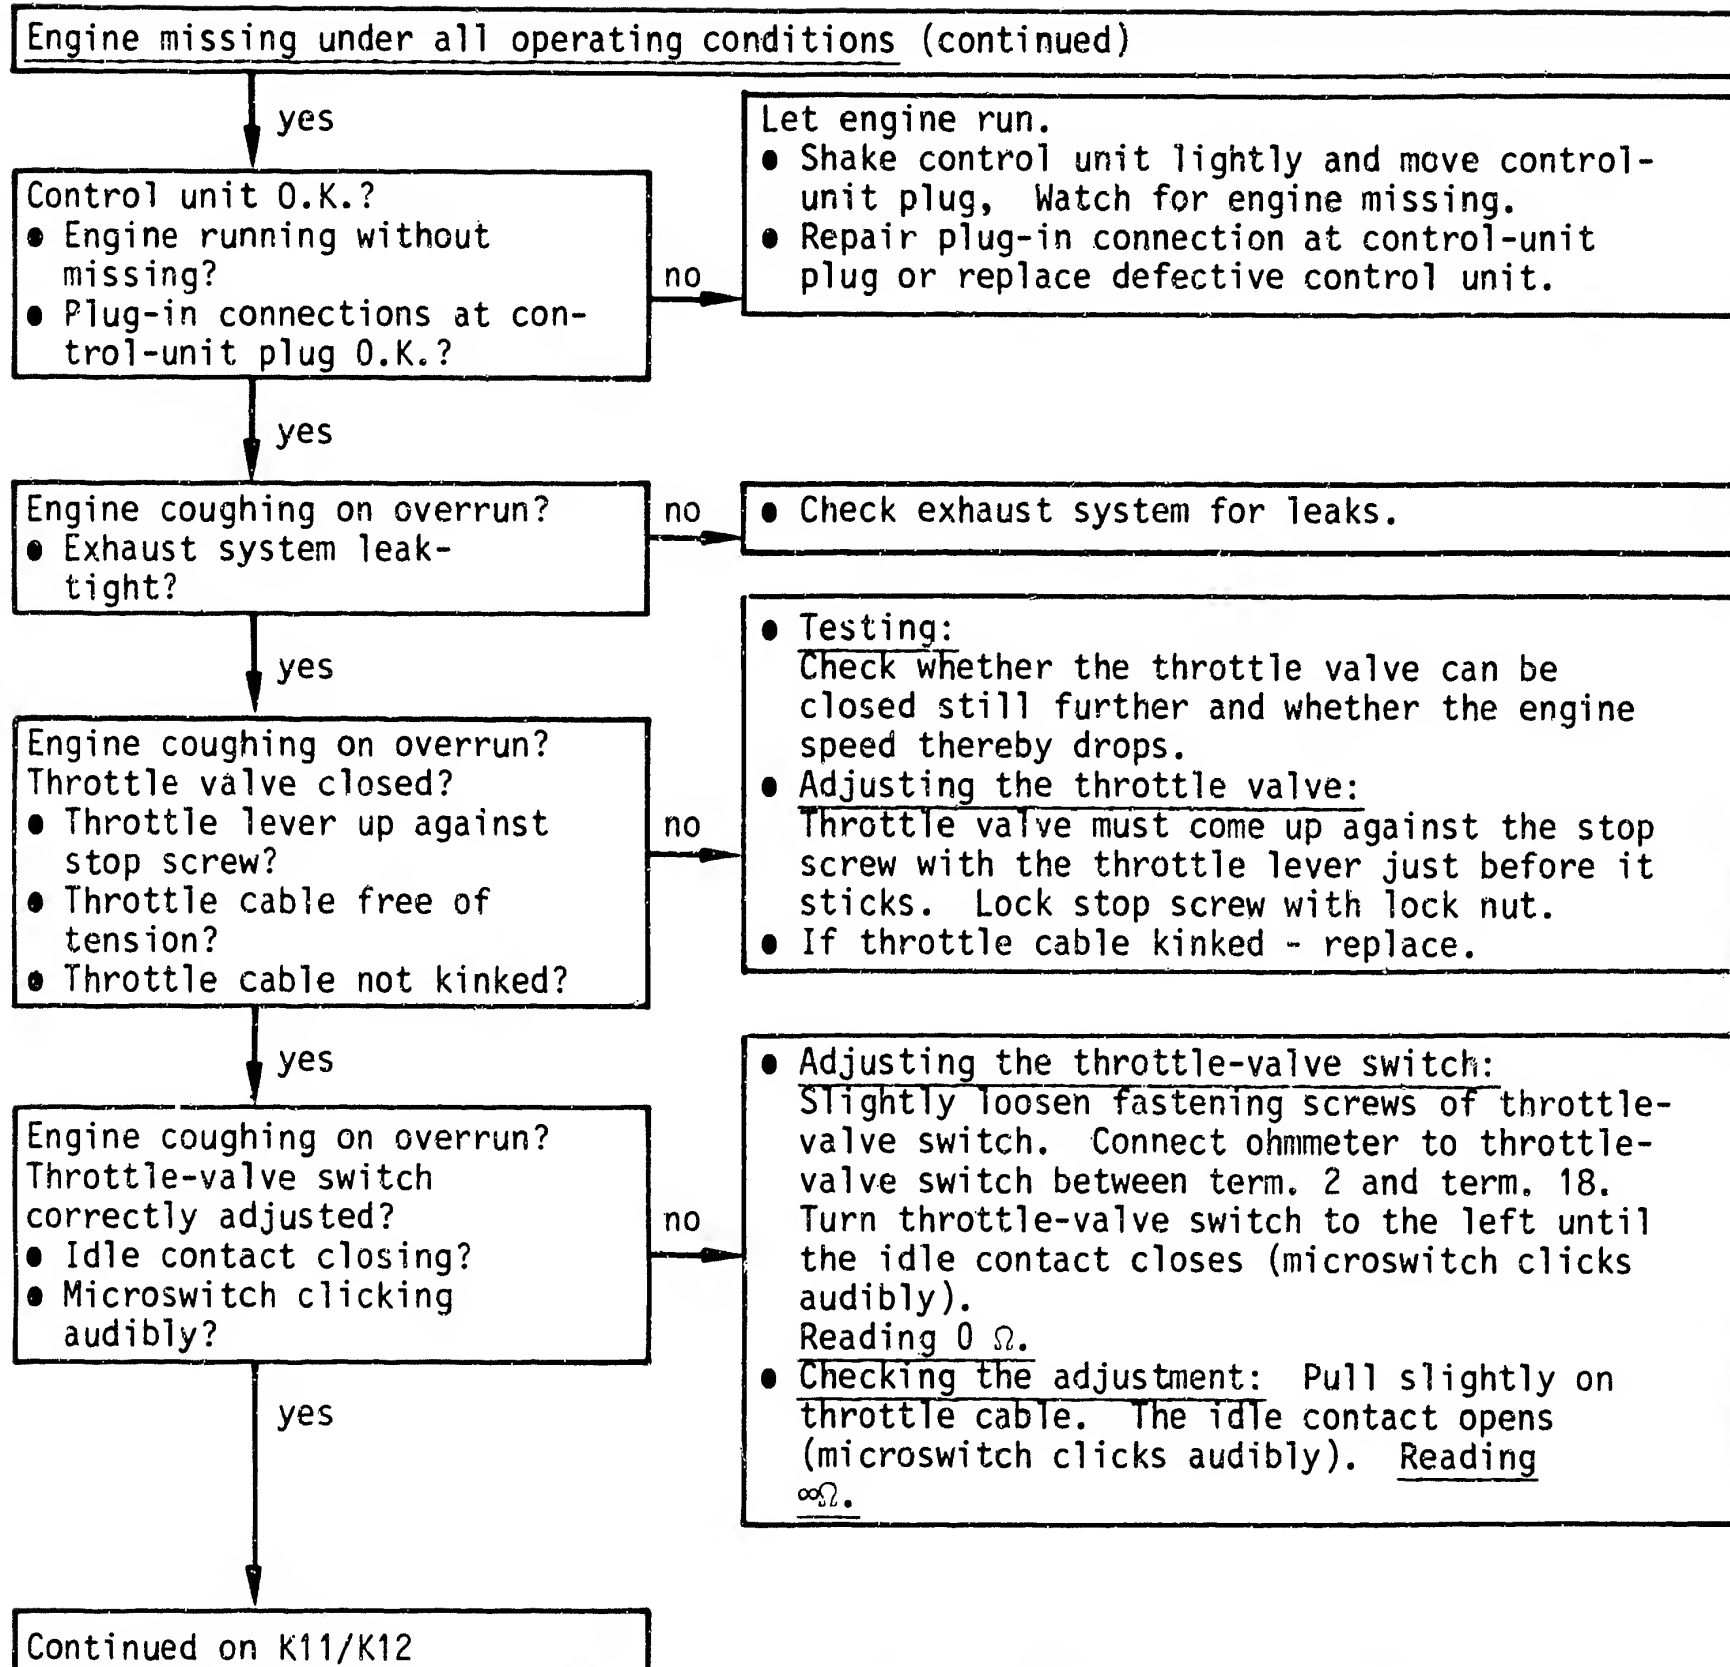 Engine missing under all operating conditions (continued)
yes
Control unit O.K.?
● Engine running without
missing?
● Plug-in connections at con-
trol-unit plug O.K.?
no
Let engine run.
● Shake control unit lightly and move control-
unit plug, Watch for engine missing.
● Repair plug-in connection at control-unit
plug or replace defective control unit.
yes
Engine coughing on overrun?
● Exhaust system leak-
tight?
no
● Check exhaust system for leaks.
yes
Engine coughing on overrun?
Throttle valve closed?
● Throttle lever up against
stop screw?
● Throttle cable free of
tension?
● Throttle cable not kinked?
no
● Testing:
Check whether the throttle valve can be
closed still further and whether the engine
speed thereby drops.
● Adjusting the throttle valve:
Throttle valve must come up against the stop
screw with the throttle lever just before it
sticks. Lock stop screw with lock nut.
● If throttle cable kinked - replace.
yes
Engine coughing on overrun?
Throttle-valve switch
correctly adjusted?
● Idle contact closing?
● Microswitch clicking
audibly?
no
● Adjusting the throttle-valve switch:
Slightly loosen fastening screws of throttle-
valve switch. Connect ohmmeter to throttle-
valve switch between term. 2 and term. 18.
Turn throttle-valve switch to the left until
the idle contact closes (microswitch clicks
audibly).
Reading 0 Ω.
● Checking the adjustment: Pull slightly on
throttle cable. The idle contact opens
(microswitch clicks audibly). Reading
∞Ω.
yes
Continued on K11/K12